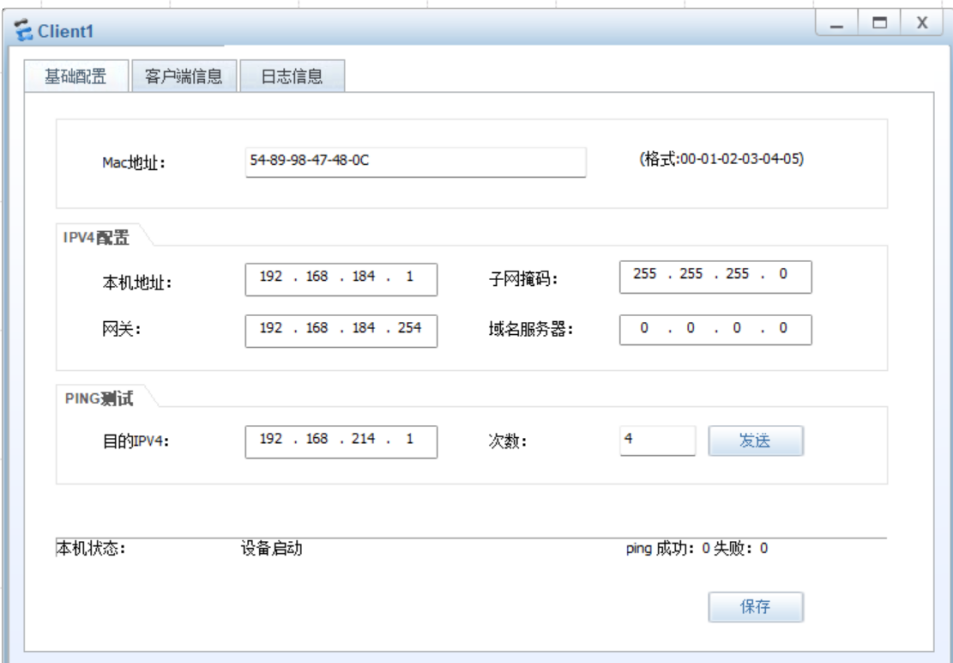 Client1
基础配置 客户端信息 日志信息
Mac地址: 54-89-98-47-48-0C (格式:00-01-02-03-04-05)
IPV4配置
本机地址: 192 . 168 . 184 . 1 子网掩码: 255 . 255 . 255 . 0
网关: 192 . 168 . 184 . 254 域名服务器: 0 . 0 . 0 . 0
PING测试
目的IPV4: 192 . 168 . 214 . 1 次数: 4 发送
本机状态: 设备启动 ping 成功: 0 失败: 0
保存